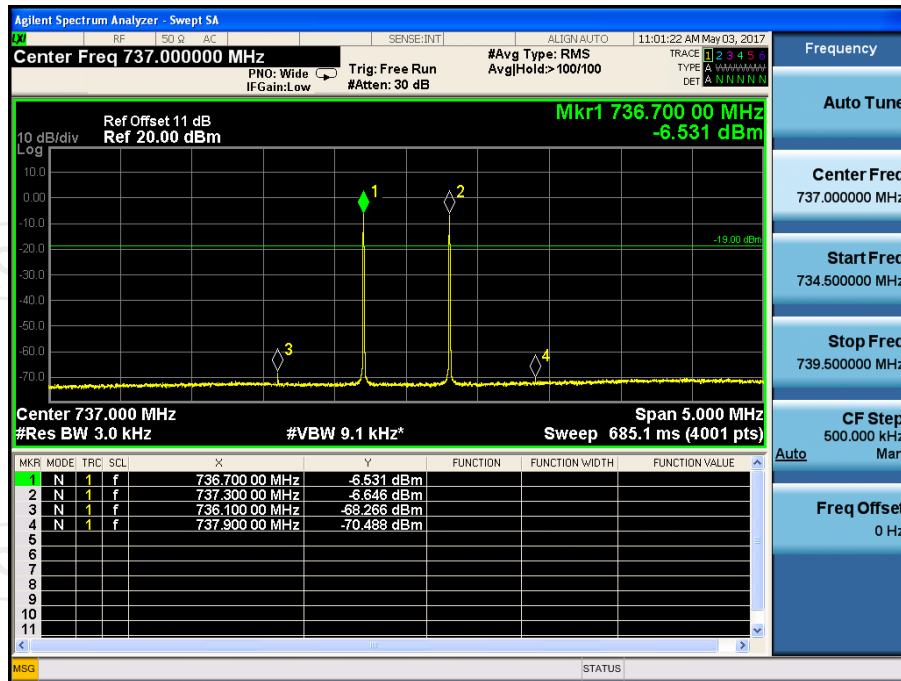 Agilent Spectrum Analyzer - Swept SA
LXI RF 50 Ω AC SENSE:INT ALIGN AUTO 11:01:22 AM May 03, 2017
Center Freq 737.000000 MHz
PNO: Wide
IFGain:Low
Trig: Free Run
#Atten: 30 dB
#Avg Type: RMS
Avg|Hold:> 100/100
TRACE 1 2 3 4 5 6
TYPE A WWWWW
DET A N N N N N
Frequency
Mkr1 736.700 00 MHz
-6.531 dBm
Ref Offset 11 dB
10 dB/div Ref 20.00 dBm
Log
10.0
0.00
-10.0
-20.0
-30.0
-40.0
-50.0
-60.0
-70.0
1
2
3
4
-19.00 dBm
Center 737.000 MHz Span 5.000 MHz
#Res BW 3.0 kHz #VBW 9.1 kHz* Sweep 685.1 ms (4001 pts)
MKR MODE TRC SCL X Y FUNCTION FUNCTION WIDTH FUNCTION VALUE
1 N 1 f 736.700 00 MHz -6.531 dBm
2 N 1 f 737.300 00 MHz -6.646 dBm
3 N 1 f 736.100 00 MHz -68.266 dBm
4 N 1 f 737.900 00 MHz -70.488 dBm
5
6
7
8
9
10
11
Auto Tune
Center Freq
737.000000 MHz
Start Freq
734.500000 MHz
Stop Freq
739.500000 MHz
CF Step
500.000 kHz
Auto Man
Freq Offset
0 Hz
MSG STATUS